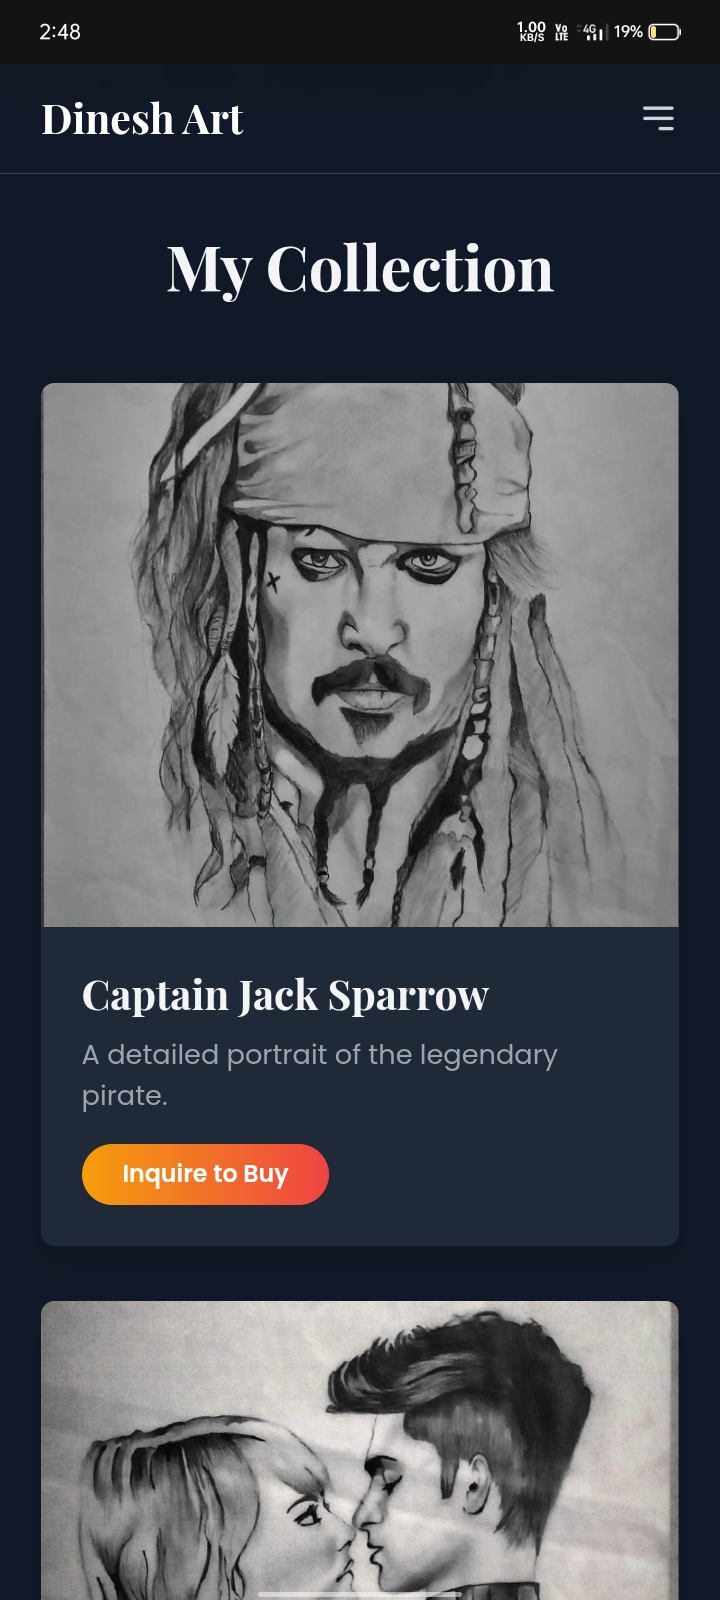 2:48
1.00 KB/S Vo LTE 4G 19%
Dinesh Art
My Collection
Captain Jack Sparrow
A detailed portrait of the legendary
pirate.
Inquire to Buy